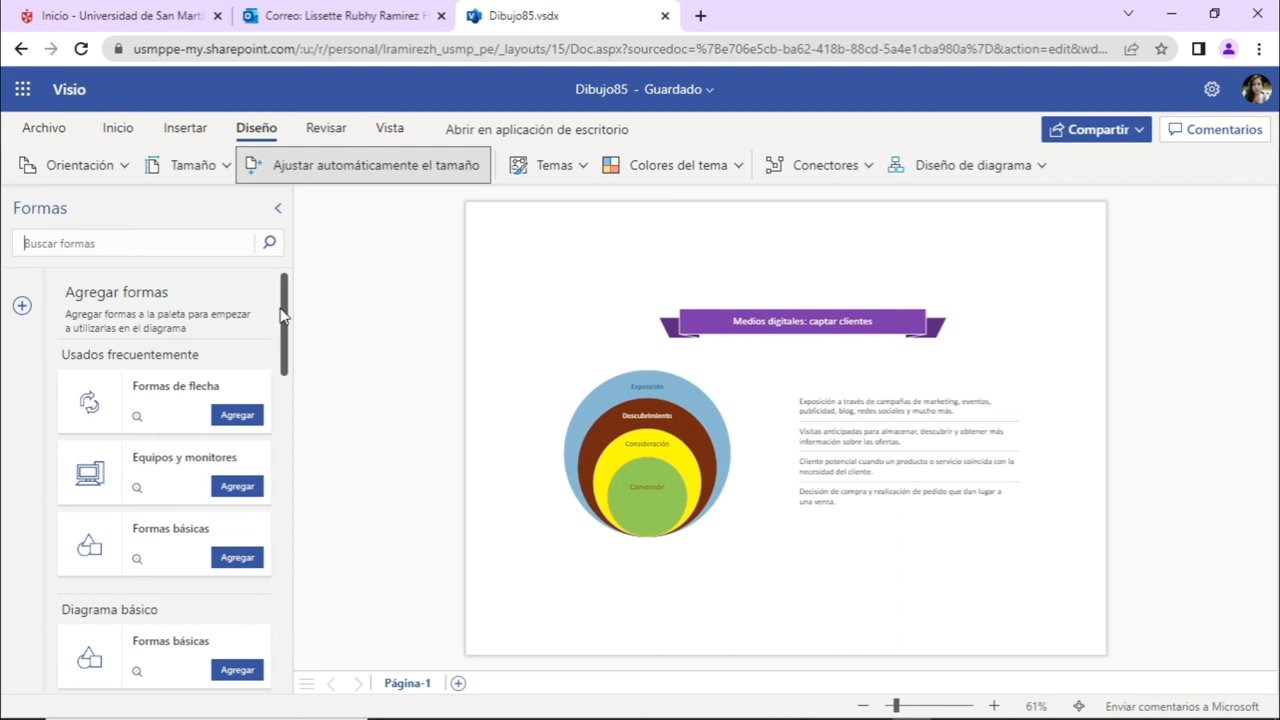 Inicio - Universidad de San Marti
Correo: Lissette Rubhy Ramirez H
Dibujo85.vsdx
usmppe-my.sharepoint.com/:u:/r/personal/lramirezh_usmp_pe/_layouts/15/Doc.aspx?sourcedoc=%7Be706e5cb-ba62-418b-88cd-5a4e1cba980a%7D&action=edit&wd...
Visio
Dibujo85 - Guardado
Archivo Inicio Insertar Diseño Revisar Vista Abrir en aplicación de escritorio Compartir Comentarios
Orientación Tamaño Ajustar automáticamente el tamaño Temas Colores del tema Conectores Diseño de diagrama
Formas
Buscar formas
Agregar formas
Agregar formas a la paleta para empezar
a utilizarlas en el diagrama
Usados frecuentemente
Formas de flecha
Agregar
Equipos y monitores
Agregar
Formas básicas
Agregar
Diagrama básico
Formas básicas
Agregar
Medios digitales: captar clientes
Exposición
Descubrimiento
Consideración
Conversión
Exposición a través de campañas de marketing, eventos,
publicidad, blog, redes sociales y mucho más.
Visitas anticipadas para almacenar, descubrir y obtener más
información sobre las ofertas.
Cliente potencial cuando un producto o servicio coincida con la
necesidad del cliente.
Decisión de compra y realización de pedido que dan lugar a
una venta.
Página-1
61% Enviar comentarios a Microsoft